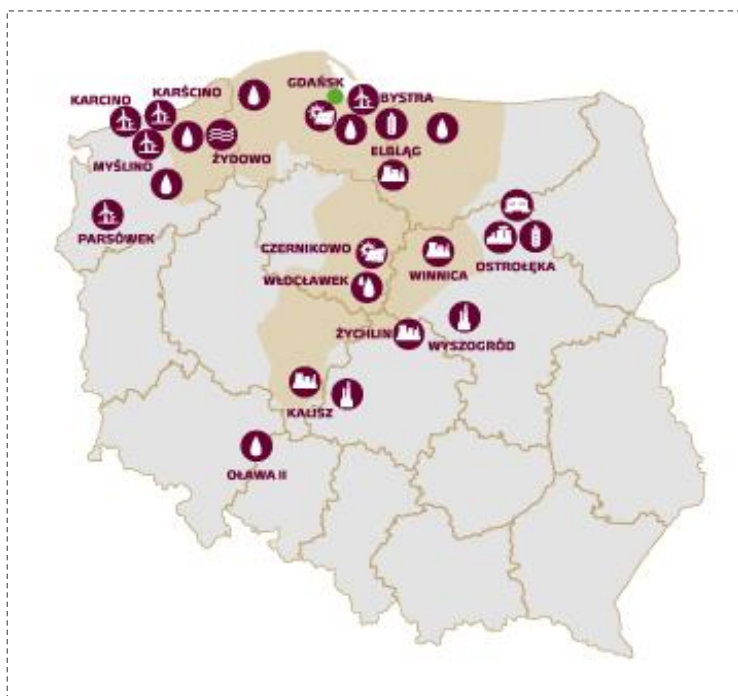 GDAŃSK
KARŚCINO
KARCINO
BYSTRA
ELBLĄG
ŻYDOWO
MYŚLINO
PARSÓWEK
CZERNIKOWO
WINNICA
OSTROŁĘKA
WŁOCŁAWEK
ŻYCHLIN
WYSZOGRÓD
KALISZ
OŁAWA II